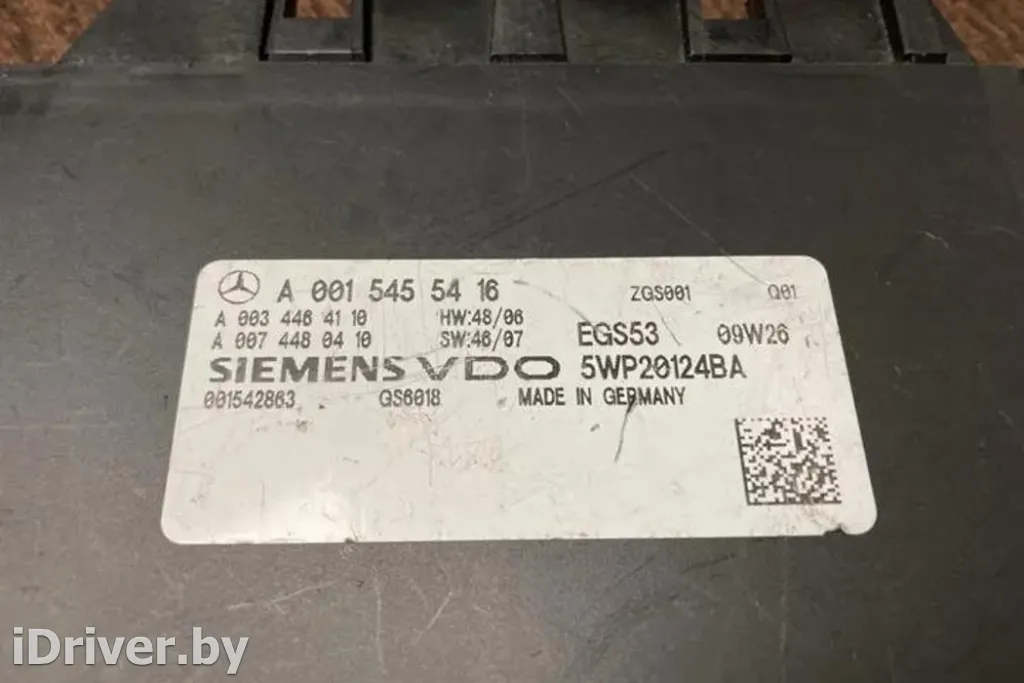 A 001 545 54 16 ZGS001 Q01
A 003 446 41 10 HW:48/06
A 007 448 04 10 SW:46/07 EGS53 09W26
SIEMENS VDO 5WP20124BA
001542863 GS6018 MADE IN GERMANY
iDriver.by